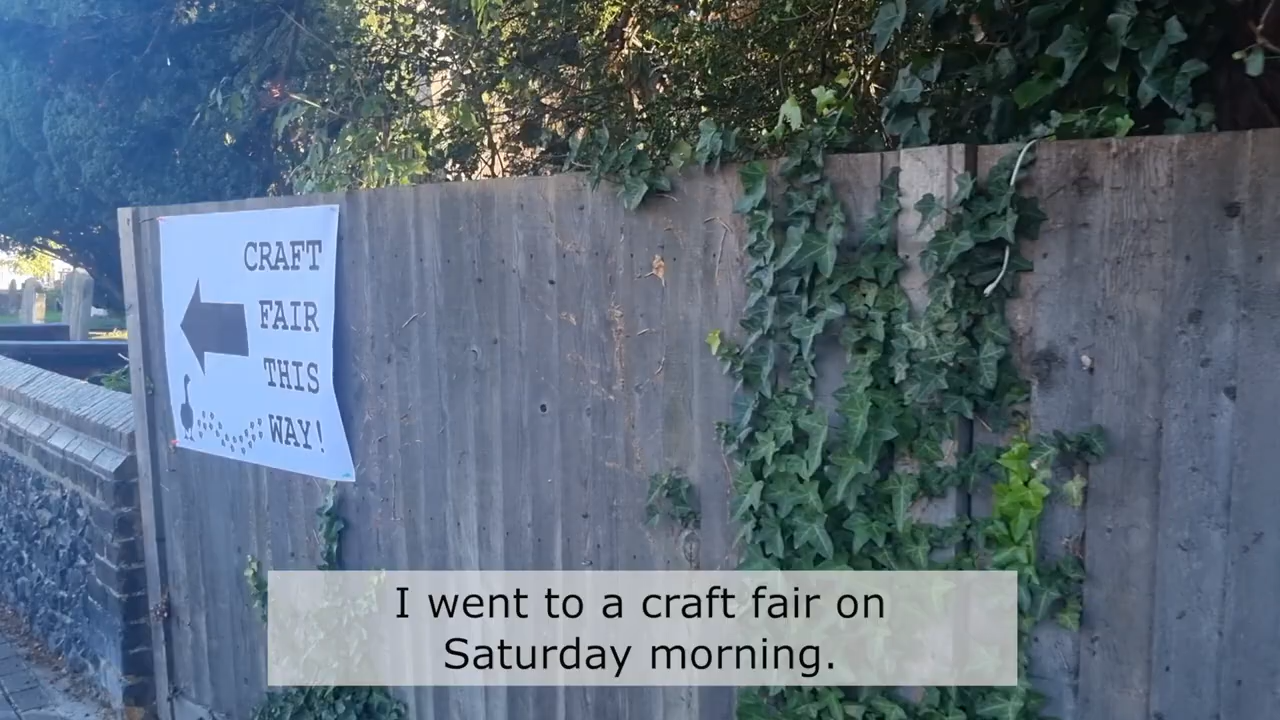 CRAFT
FAIR
THIS
WAY!
I went to a craft fair on
Saturday morning.